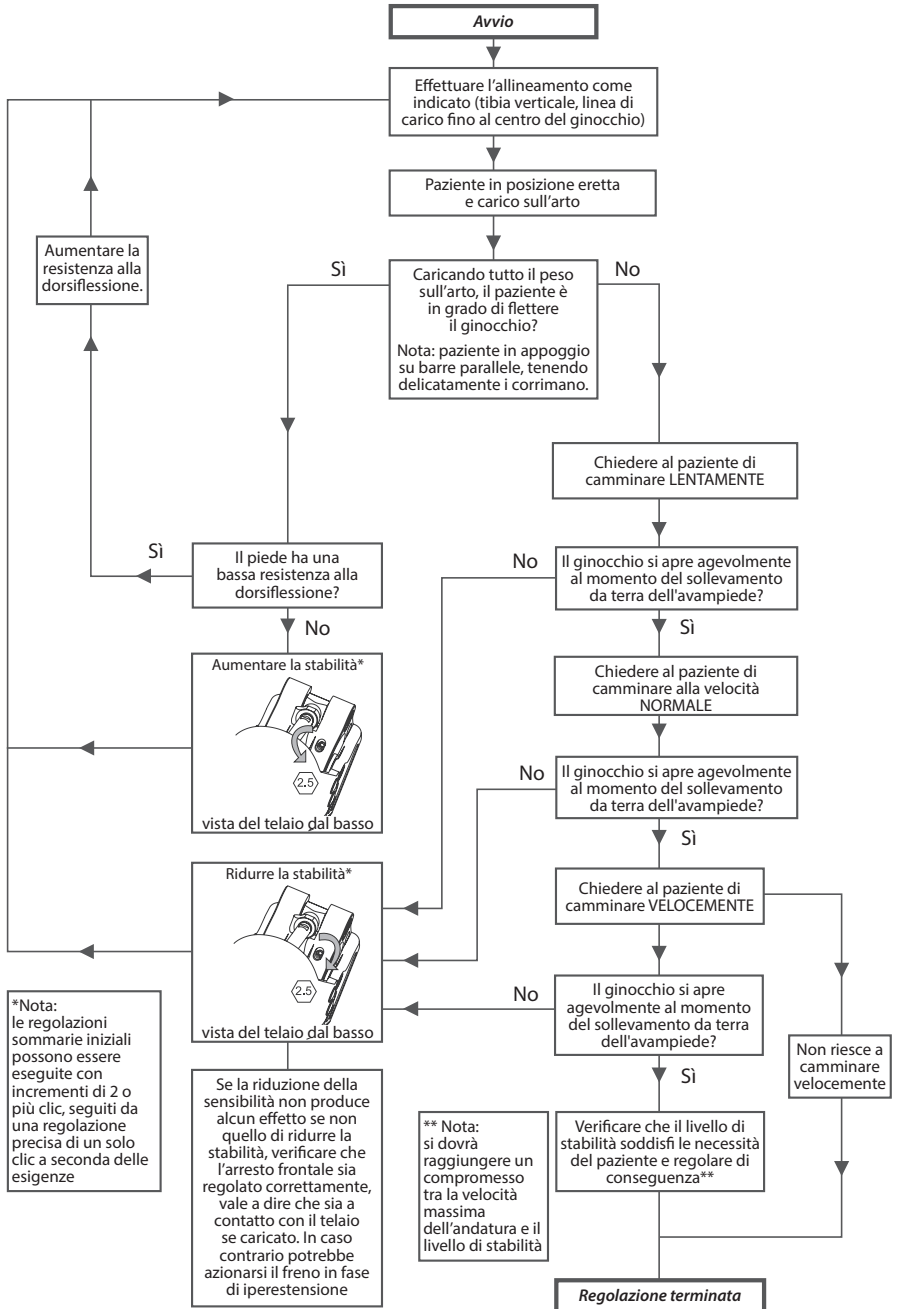 Avvio
Effettuare l'allineamento come
indicato (tibia verticale, linea di
carico fino al centro del ginocchio)
Paziente in posizione eretta
e carico sull'arto
Aumentare la
resistenza alla
dorsiflessione.
Sì
No
Caricando tutto il peso
sull'arto, il paziente è
in grado di flettere
il ginocchio?
Nota: paziente in appoggio
su barre parallele, tenendo
delicatamente i corrimano.
Chiedere al paziente di
camminare LENTAMENTE
Sì
Il piede ha una
bassa resistenza alla
dorsiflessione?
No
No
Il ginocchio si apre agevolmente
al momento del sollevamento
da terra dell'avampiede?
Sì
Aumentare la stabilità*
2.5
vista del telaio dal basso
Chiedere al paziente di
camminare alla velocità
NORMALE
No
Il ginocchio si apre agevolmente
al momento del sollevamento
da terra dell'avampiede?
Sì
Ridurre la stabilità*
2.5
vista del telaio dal basso
Chiedere al paziente di
camminare VELOCEMENTE
No
Il ginocchio si apre
agevolmente al momento
del sollevamento da terra
dell'avampiede?
Sì
Non riesce a
camminare
velocemente
*Nota:
le regolazioni
sommarie iniziali
possono essere
eseguite con
incrementi di 2 o
più clic, seguiti da
una regolazione
precisa di un solo
clic a seconda delle
esigenze
Se la riduzione della
sensibilità non produce
alcun effetto se non
quello di ridurre la
stabilità, verificare che
l'arresto frontale sia
regolato correttamente,
vale a dire che sia a
contatto con il telaio
se caricato. In caso
contrario potrebbe
azionarsi il freno in fase
di iperestensione
** Nota:
si dovrà
raggiungere un
compromesso
tra la velocità
massima
dell'andatura e il
livello di stabilità
Verificare che il livello di
stabilità soddisfi le necessità
del paziente e regolare di
conseguenza**
Regolazione terminata